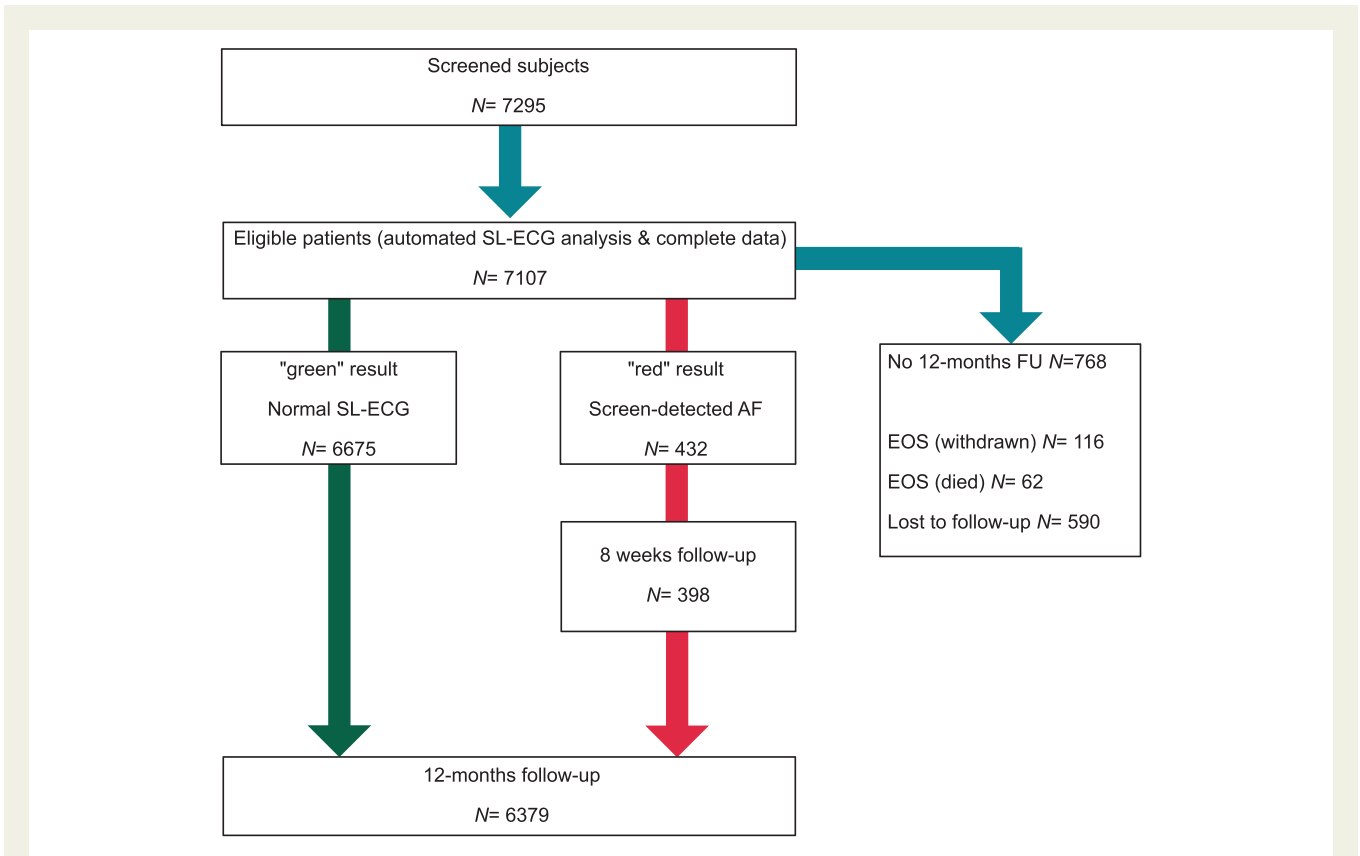 Screened subjects
N= 7295
Eligible patients (automated SL-ECG analysis & complete data)
N= 7107
"green" result
Normal SL-ECG
N= 6675
"red" result
Screen-detected AF
N= 432
No 12-months FU N=768
EOS (withdrawn) N= 116
EOS (died) N= 62
Lost to follow-up N= 590
8 weeks follow-up
N= 398
12-months follow-up
N= 6379